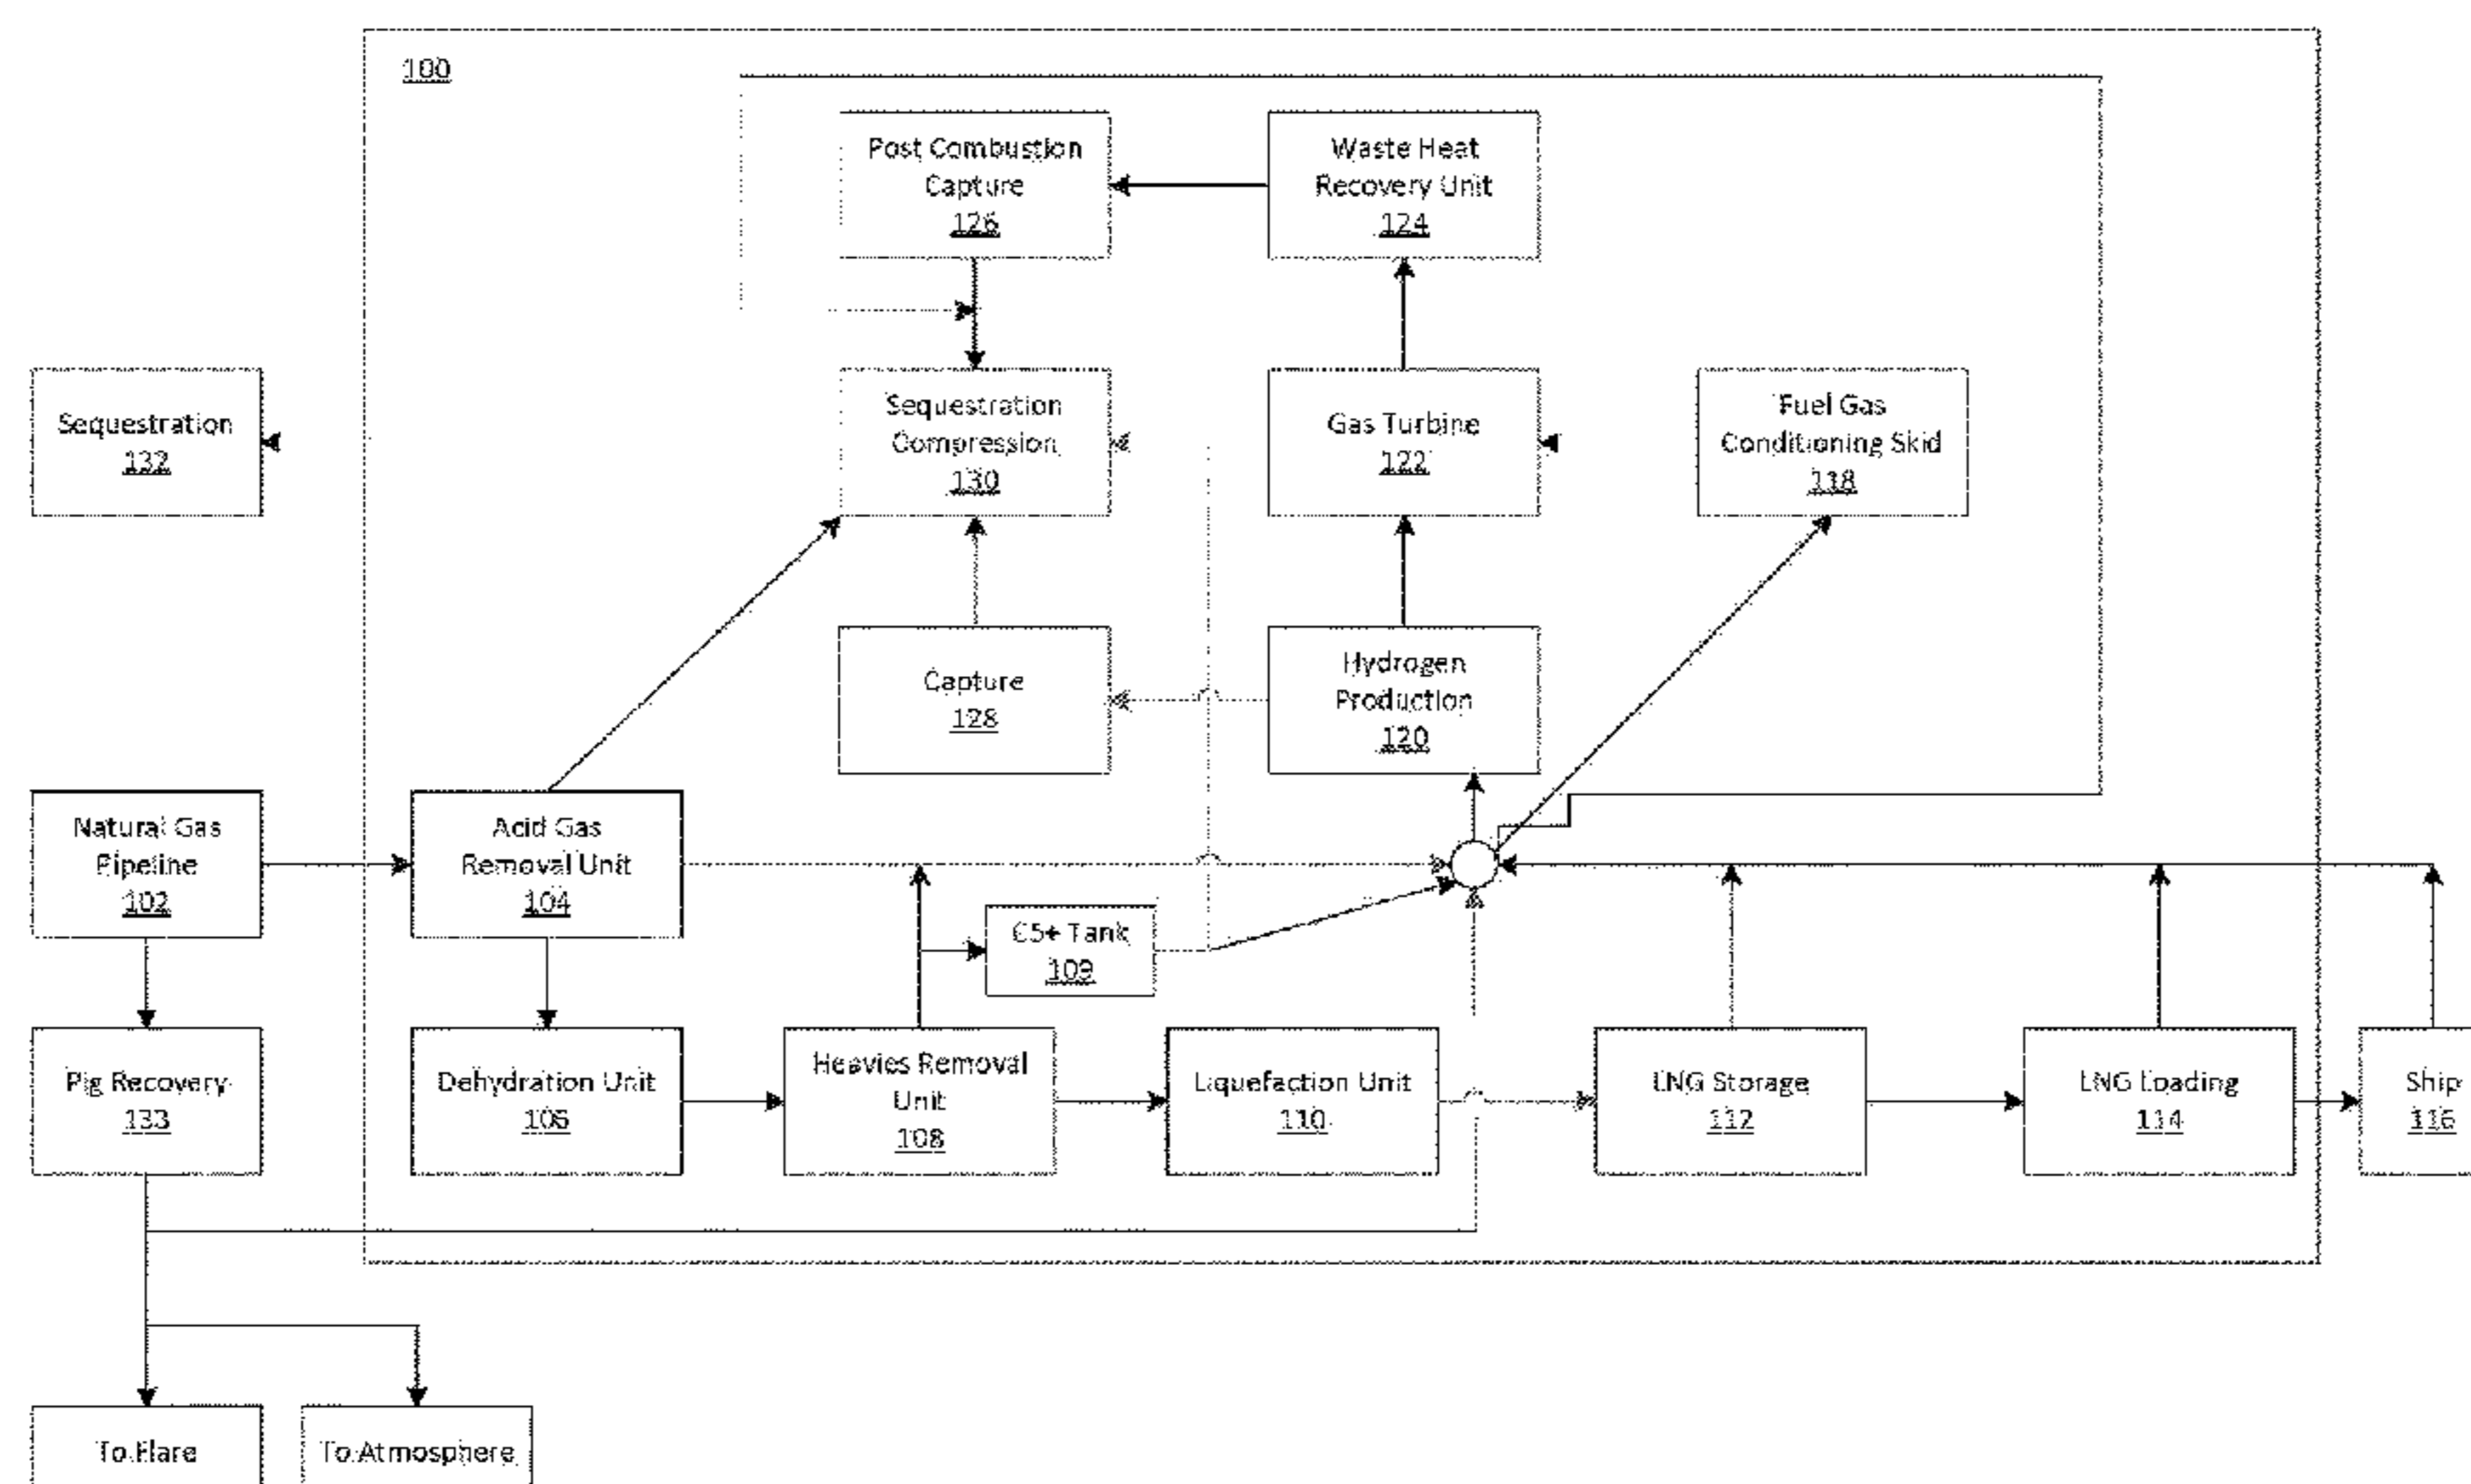 100
Post Combustion
Capture
126
Waste Heat
Recovery Unit
124
Sequestration
132
Sequestration
Compression
130
Gas Turbine
122
Fuel Gas
Conditioning Skid
118
Capture
128
Hydrogen
Production
120
Natural Gas
Pipeline
102
Acid Gas
Removal Unit
104
C5+ Tank
109
Pig Recovery
133
Dehydration Unit
106
Heavies Removal
Unit
108
Liquefaction Unit
110
LNG Storage
112
LNG Loading
114
Ship
116
To Flare
To Atmosphere